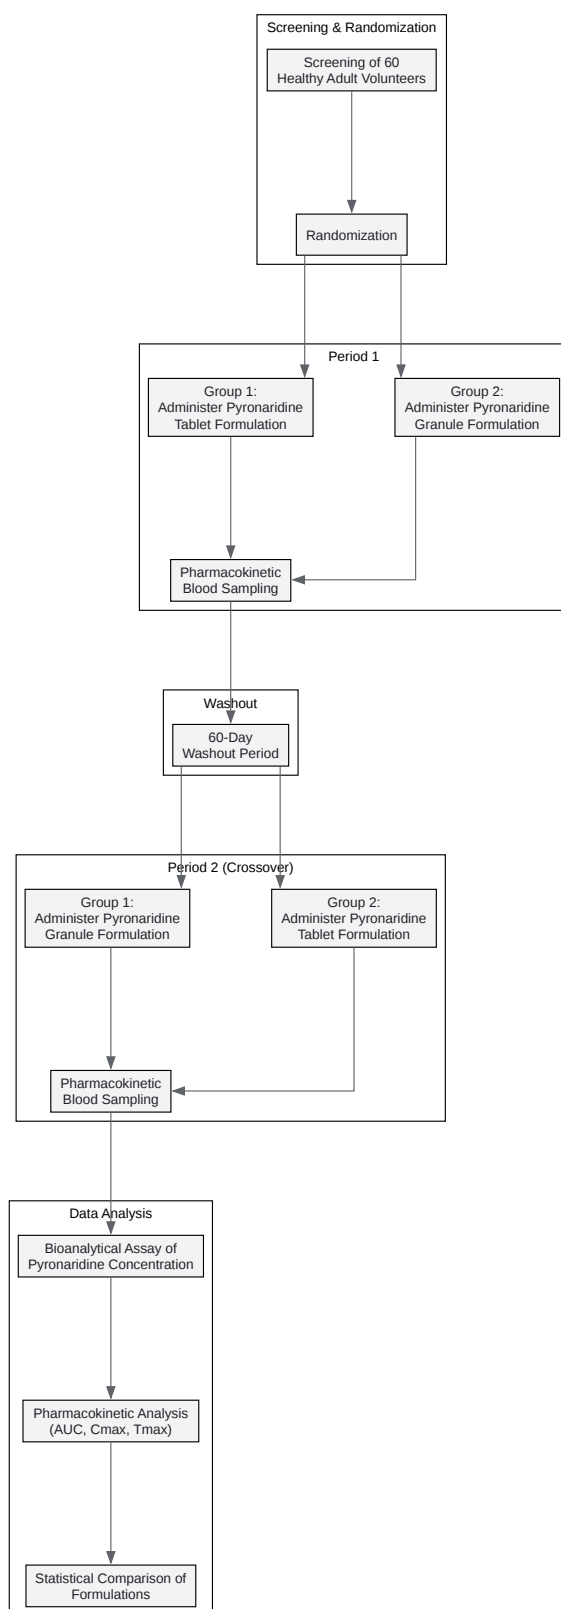 Screening & Randomization
Screening of 60
Healthy Adult Volunteers
Randomization
Period 1
Group 1:
Administer Pyronaridine
Tablet Formulation
Group 2:
Administer Pyronaridine
Granule Formulation
Pharmacokinetic
Blood Sampling
Washout
60-Day
Washout Period
Period 2 (Crossover)
Group 1:
Administer Pyronaridine
Granule Formulation
Group 2:
Administer Pyronaridine
Tablet Formulation
Pharmacokinetic
Blood Sampling
Data Analysis
Bioanalytical Assay of
Pyronaridine Concentration
Pharmacokinetic Analysis
(AUC, Cmax, Tmax)
Statistical Comparison of
Formulations